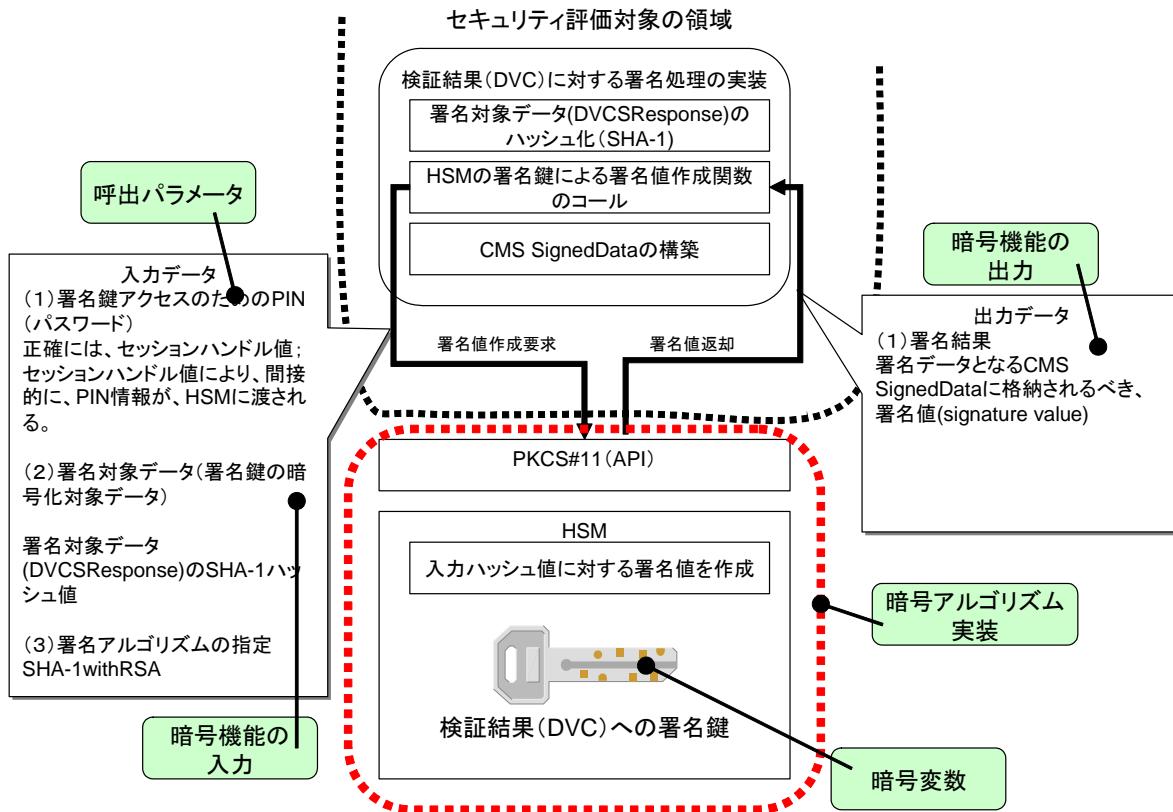 セキュリティ評価対象の領域
検証結果(DVC)に対する署名処理の実装
署名対象データ(DVCSResponse)の
ハッシュ化(SHA-1)
HSMの署名鍵による署名値作成関数
のコール
CMS SignedDataの構築
呼出パラメータ
入力データ
(1)署名鍵アクセスのためのPIN
(パスワード)
正確には、セッションハンドル値;
セッションハンドル値により、間接
的に、PIN情報が、HSMに渡され
る。
(2)署名対象データ(署名鍵の暗
号化対象データ)
署名対象データ
(DVCSResponse)のSHA-1ハッ
シュ値
(3)署名アルゴリズムの指定
SHA-1withRSA
暗号機能の
入力
署名値作成要求
署名値返却
暗号機能の
出力
出力データ
(1)署名結果
署名データとなるCMS
SignedDataに格納されるべき、
署名値(signature value)
PKCS#11(API)
HSM
入力ハッシュ値に対する署名値を作成
検証結果(DVC)への署名鍵
暗号アルゴリズム
実装
暗号変数